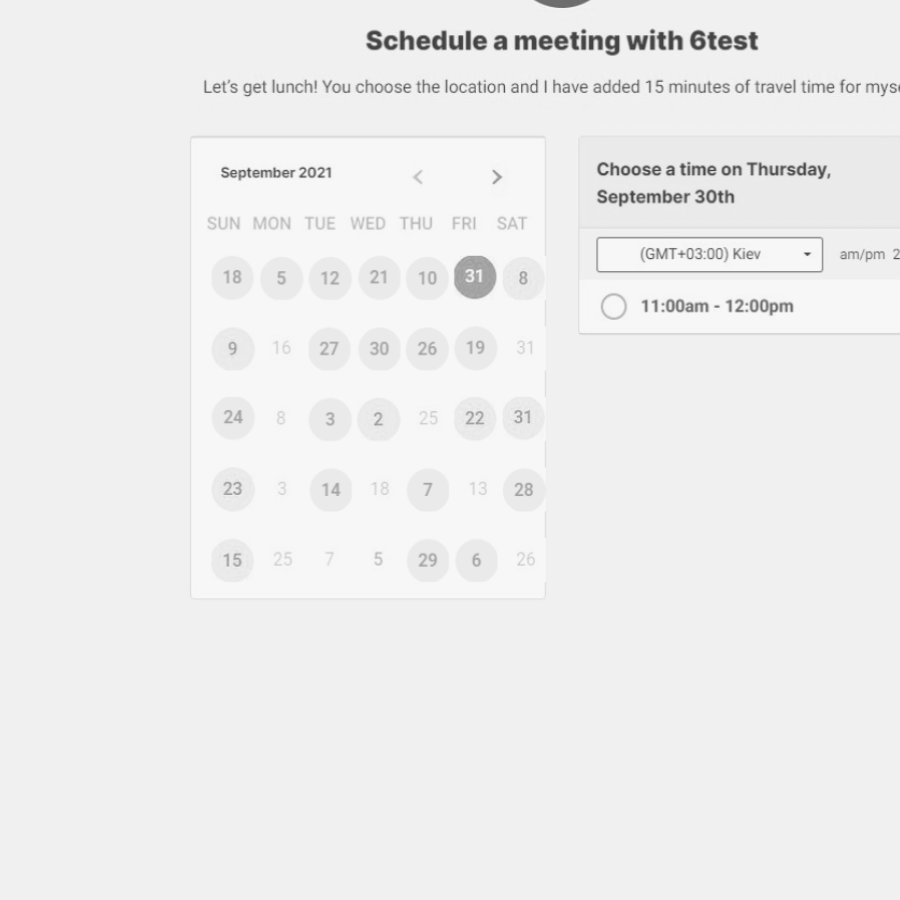 Schedule a meeting with 6test
Let's get lunch! You choose the location and I have added 15 minutes of travel time for
September 2021
SUN MON TUE WED THU FRI SAT
18 5 12 21 10 31 8
9 16 27 30 26 19 31
24 8 3 2 25 22 31
23 3 14 18 7 13 28
15 25 7 5 29 6 26
Choose a time on Thursday,
September 30th
(GMT+03:00) Kiev
am/pm
11:00am - 12:00pm